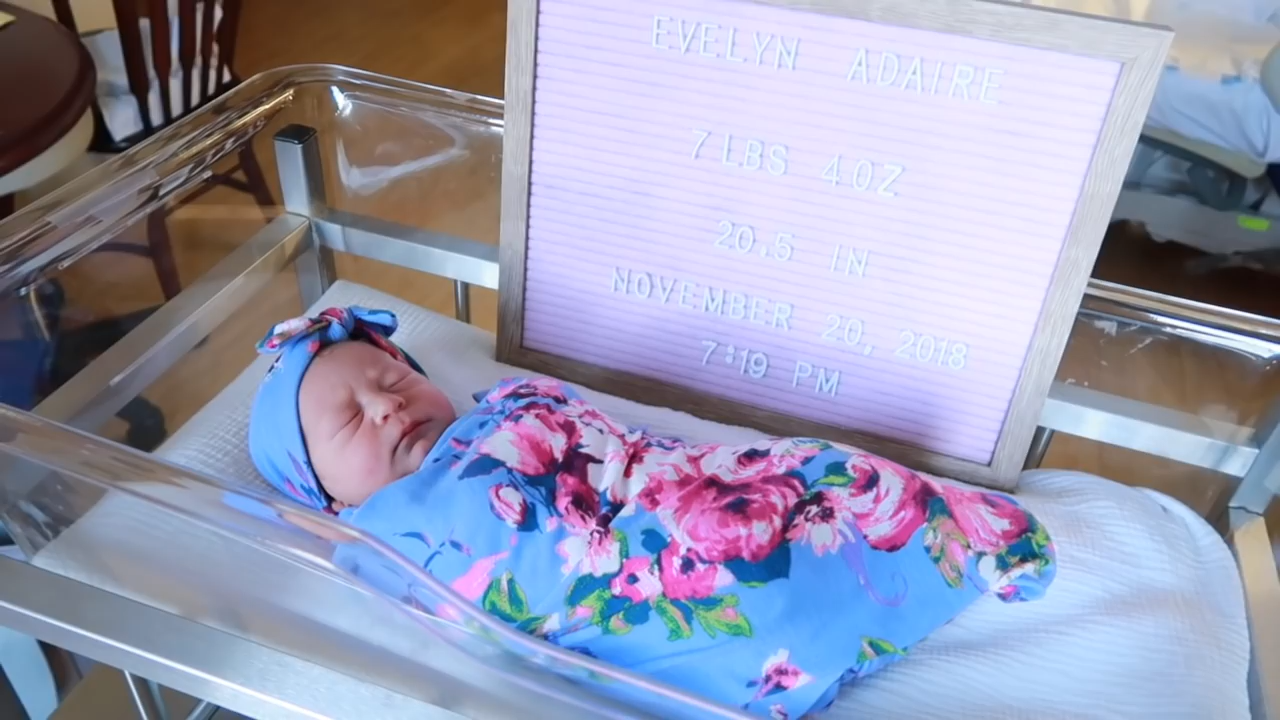 EVELYN ADAIRE
7 LBS 4 OZ
20.5 IN
NOVEMBER 20, 2018
7:19 PM